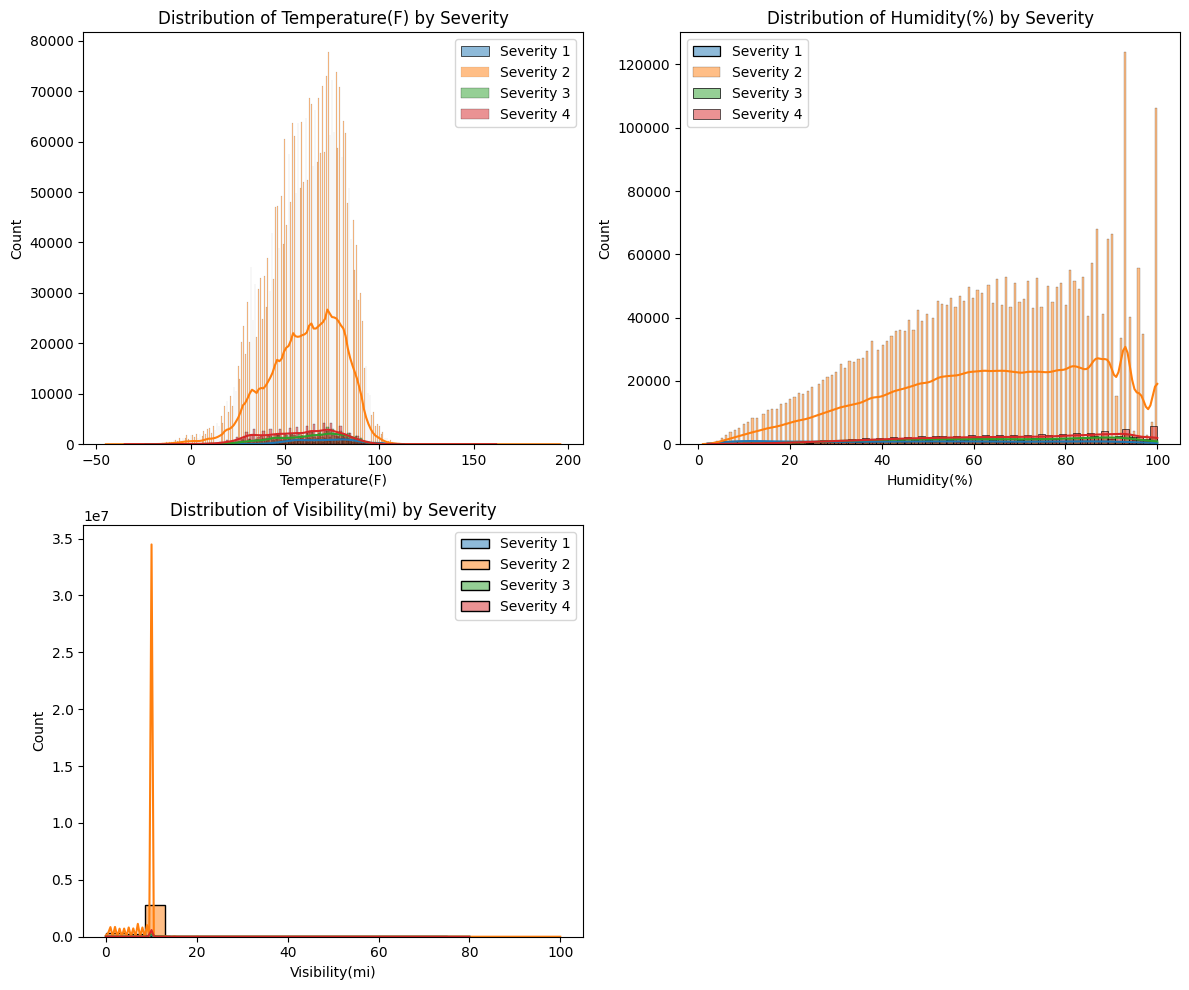 Distribution of Temperature(F) by Severity
80000
70000
60000
50000
40000
30000
20000
10000
0
Count
−50
0
50
100
150
200
Temperature(F)
Severity 1
Severity 2
Severity 3
Severity 4
Distribution of Humidity(%) by Severity
120000
100000
80000
60000
40000
20000
0
Count
0
20
40
60
80
100
Humidity(%)
Severity 1
Severity 2
Severity 3
Severity 4
Distribution of Visibility(mi) by Severity
1e7
3.5
3.0
2.5
2.0
1.5
1.0
0.5
0.0
Count
0
20
40
60
80
100
Visibility(mi)
Severity 1
Severity 2
Severity 3
Severity 4